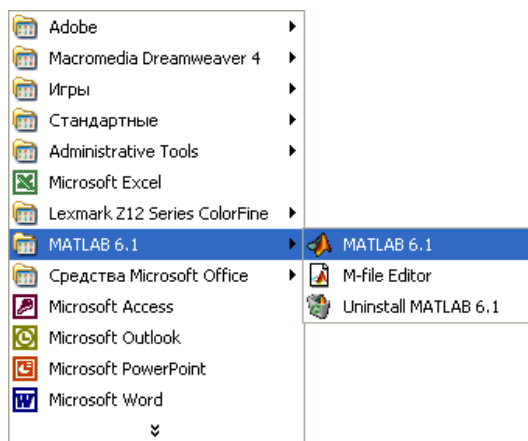 Adobe
Macromedia Dreamweaver 4
Игры
Стандартные
Administrative Tools
Microsoft Excel
Lexmark Z12 Series ColorFine
MATLAB 6.1
Средства Microsoft Office
Microsoft Access
Microsoft Outlook
Microsoft PowerPoint
Microsoft Word
MATLAB 6.1
M-file Editor
Uninstall MATLAB 6.1